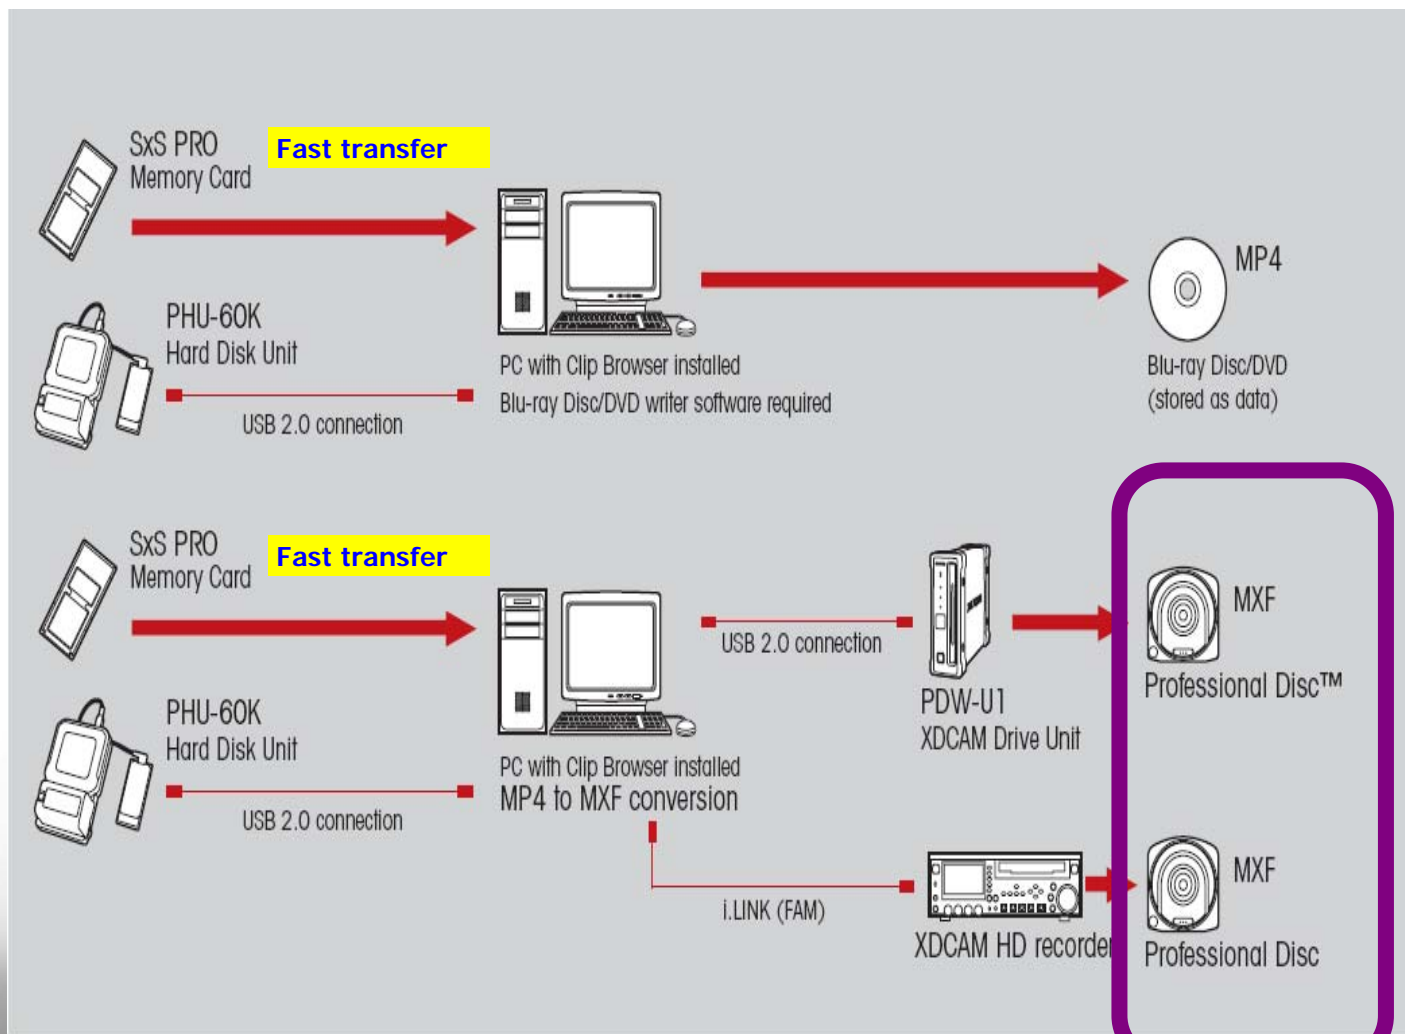 SxS PRO
Memory Card
Fast transfer
MP4
PHU-60K
Hard Disk Unit
PC with Clip Browser installed
Blu-ray Disc/DVD
Blu-ray Disc/DVD writer software required
(stored as data)
USB 2.0 connection
SxS PRO
Memory Card
Fast transfer
MXF
USB 2.0 connection
Professional Disc™
PDW-U1
XDCAM Drive Unit
PHU-60K
Hard Disk Unit
PC with Clip Browser installed
MP4 to MXF conversion
USB 2.0 connection
MXF
i.LINK (FAM)
XDCAM HD recorder
Professional Disc